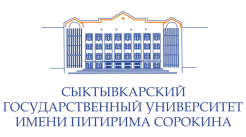 СЫКТЫВКАРСКИЙ
ГОСУДАРСТВЕННЫЙ УНИВЕРСИТЕТ
ИМЕНИ ПИТИРИМА СОРОКИНА